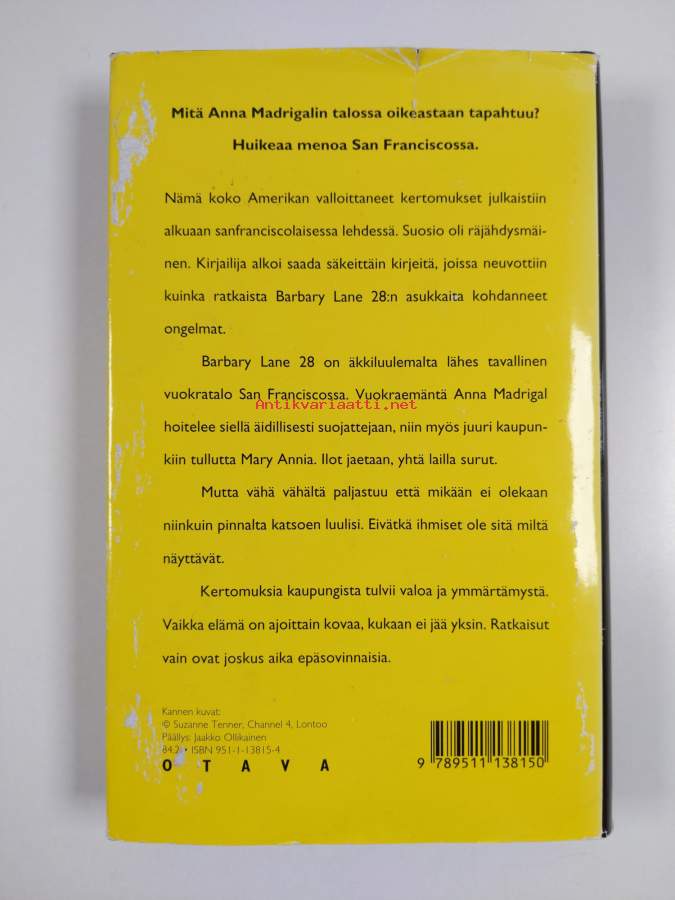 Mitä Anna Madrigalin talossa oikeastaan tapahtuu?
Huikeaa menoa San Franciscossa.
Nämä koko Amerikan valloittaneet kertomukset julkaistiin
alkuaan sanfranciscolaisessa lehdessä. Suosio oli räjähdysmäi-
nen. Kirjailija alkoi saada säkeittäin kirjeitä, joissa neuvottiin
kuinka ratkaista Barbary Lane 28:n asukkaita kohdanneet
ongelmat.
Barbary Lane 28 on äkkiluulemalta lähes tavallinen
vuokratalo San Franciscossa. Vuokraemäntä Anna Madrigal
Antikvariaatti.net
hoitelee siellä äidillisesti suojattejaan, niin myös juuri kaupun-
kiin tullutta Mary Annia. Ilot jaetaan, yhtä lailla surut.
Mutta vähä vähältä paljastuu että mikään ei olekaan
niinkuin pinnalta katsoen luulisi. Eivätkä ihmiset ole sitä miltä
näyttävät.
Kertomuksia kaupungista tulvii valoa ja ymmärtämystä.
Vaikka elämä on ajoittain kovaa, kukaan ei jää yksin. Ratkaisut
vain ovat joskus aika epäsovinnaisia.
Kannen kuvat:
© Suzanne Tenner, Channel 4, Lontoo
Päällys: Jaakko Ollikainen
84.2 • ISBN 951-1-13815-4
OTAVA
9 789511 138150